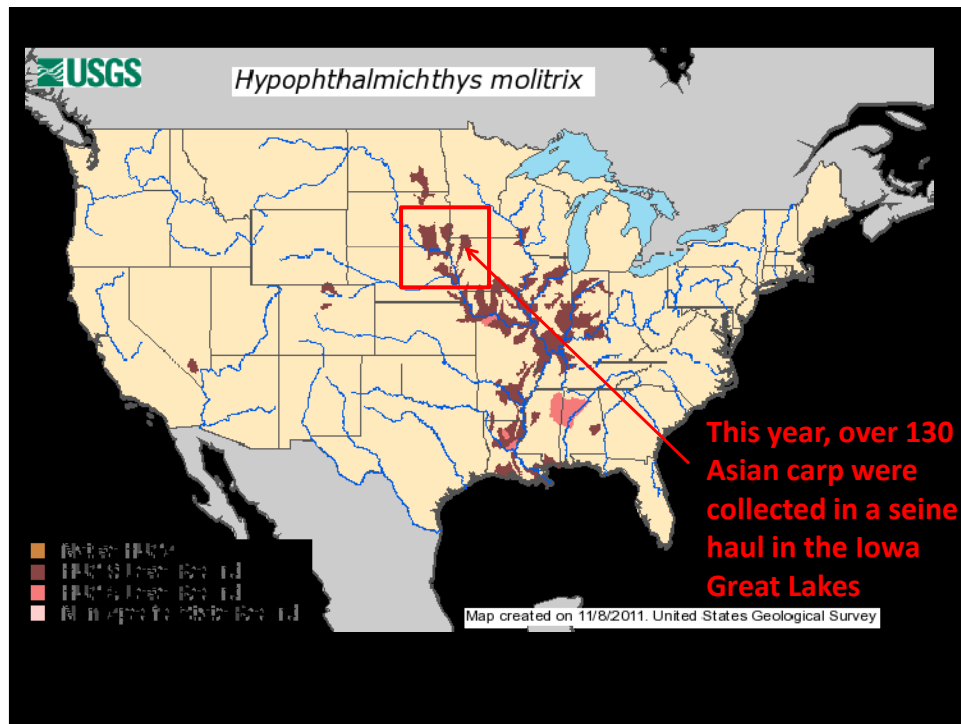 USGS
Hypophthalmichthys molitrix
This year, over 130
Asian carp were
collected in a seine
haul in the Iowa
Great Lakes
Map created on 11/8/2011. United States Geological Survey